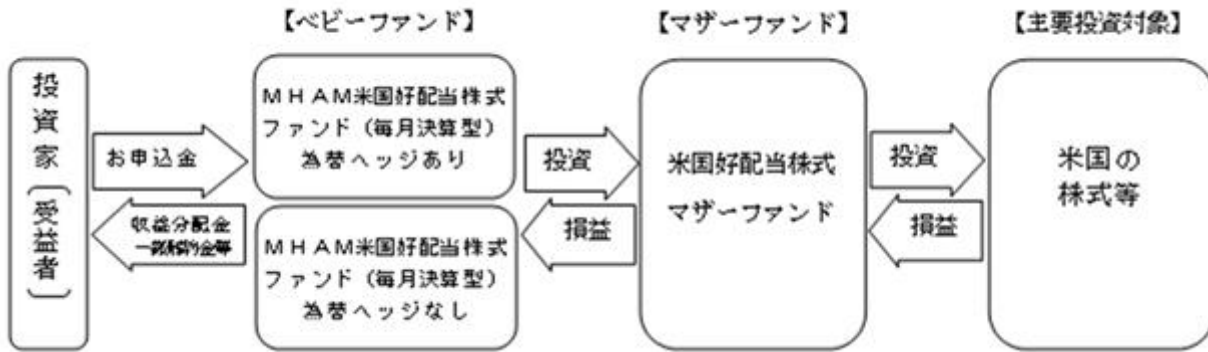 【ベビーファンド】
【マザーファンド】
【主要投資対象】
投資家
(受益者)
お申込金
収益分配金
一部解約金等
MHAM米国好配当株式
ファンド(毎月決算型)
為替ヘッジあり
MHAM米国好配当株式
ファンド(毎月決算型)
為替ヘッジなし
投資
損益
米国好配当株式
マザーファンド
投資
損益
米国の
株式等